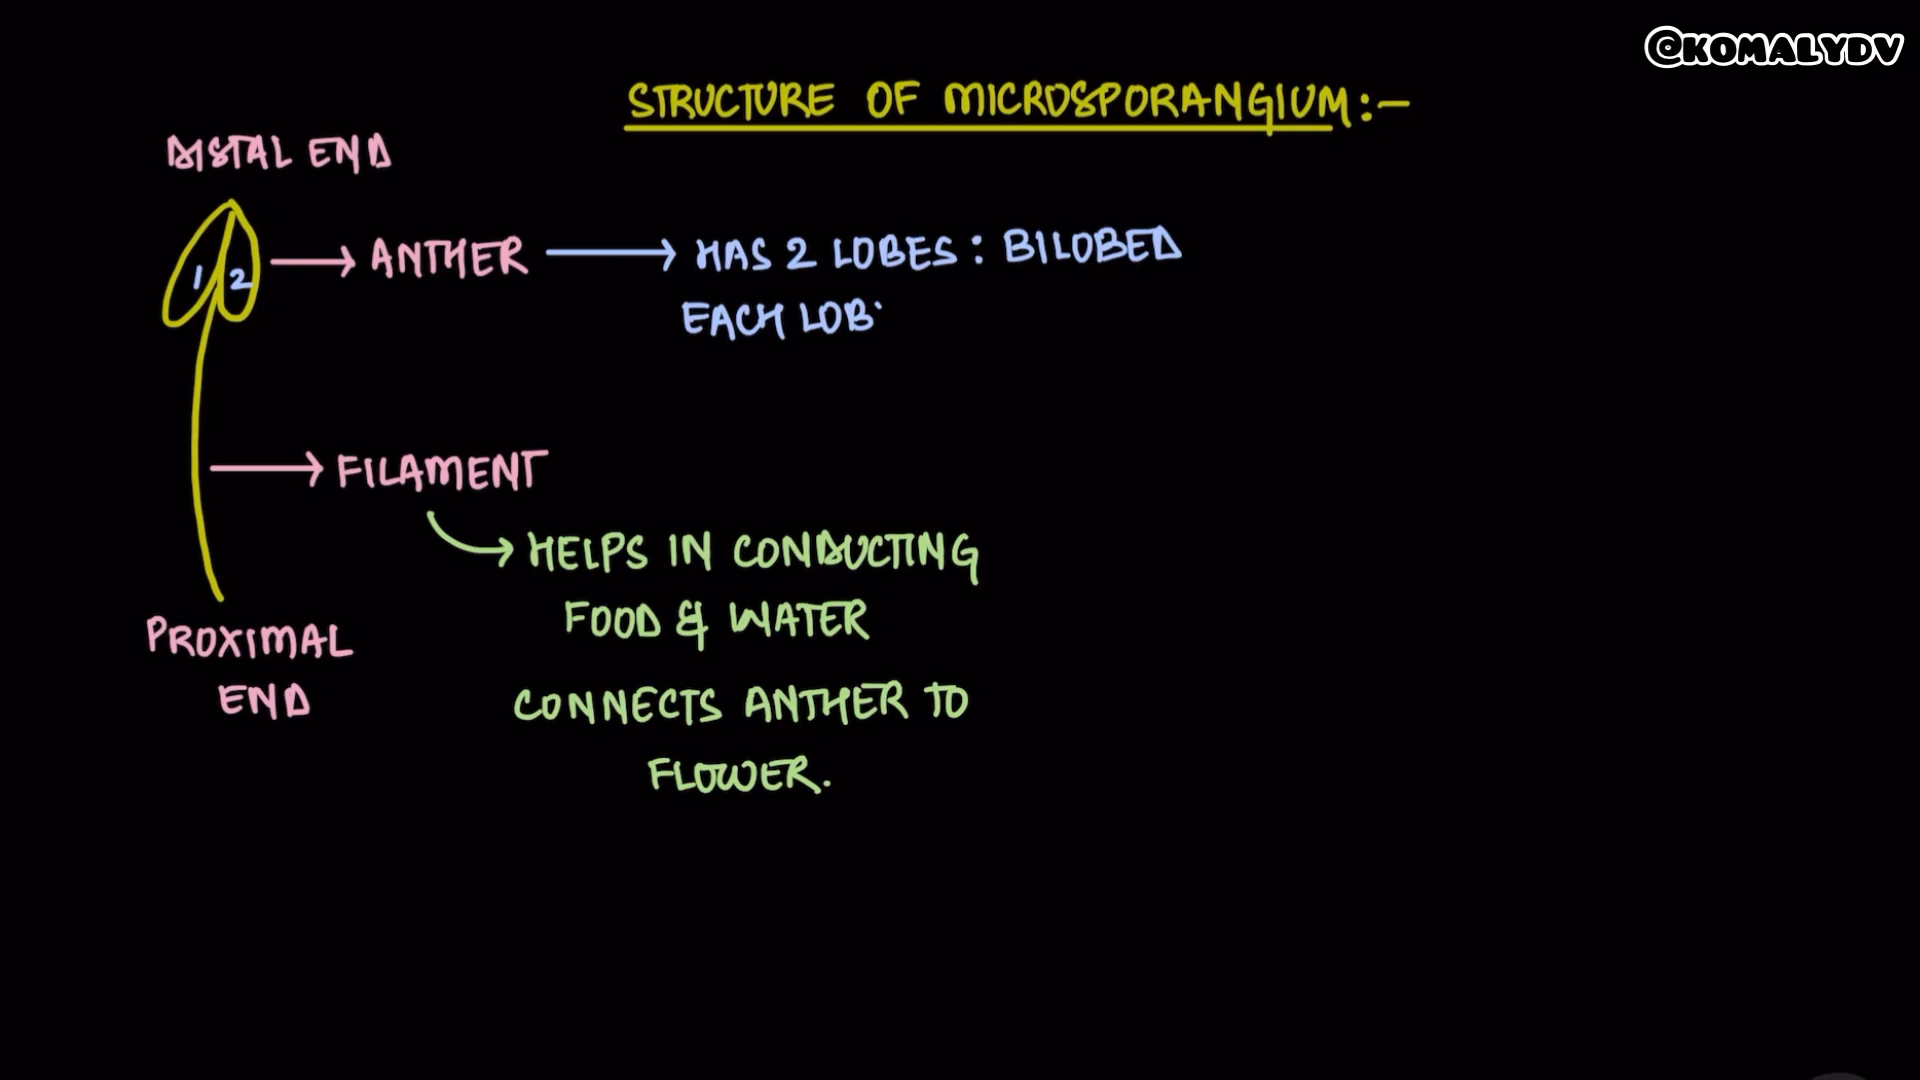 @KOMALYDV
STRUCTURE OF MICROSPORANGIUM:-
DISTAL END
1 2
ANTHER
HAS 2 LOBES : BILOBED
EACH LOB
FILAMENT
HELPS IN CONDUCTING
FOOD & WATER
PROXIMAL
END
CONNECTS ANTHER TO
FLOWER.